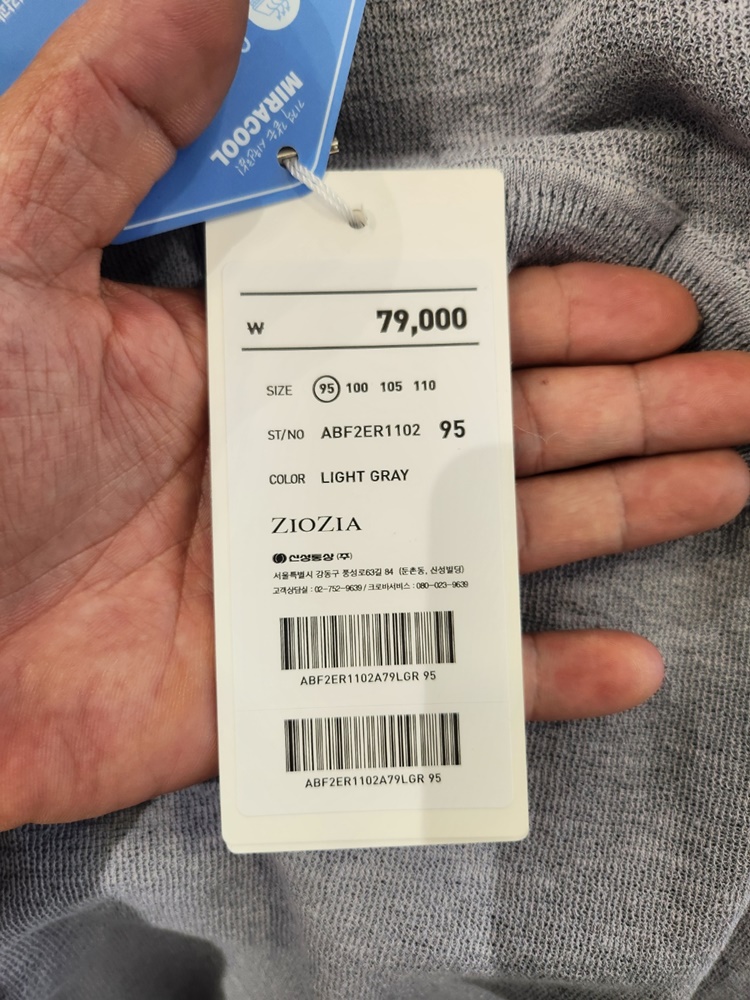 MIRACOOL
₩ 79,000
SIZE 95 100 105 110
ST/NO ABF2ER1102 95
COLOR LIGHT GRAY
ZIOZIA
신성통상 (주)
서울특별시 강동구 풍성로63길 84 (둔촌동, 신성빌딩)
고객상담실 : 02-752-9639 / 크로바서비스 : 080-023-9639
ABF2ER1102A79LGR 95
ABF2ER1102A79LGR 95